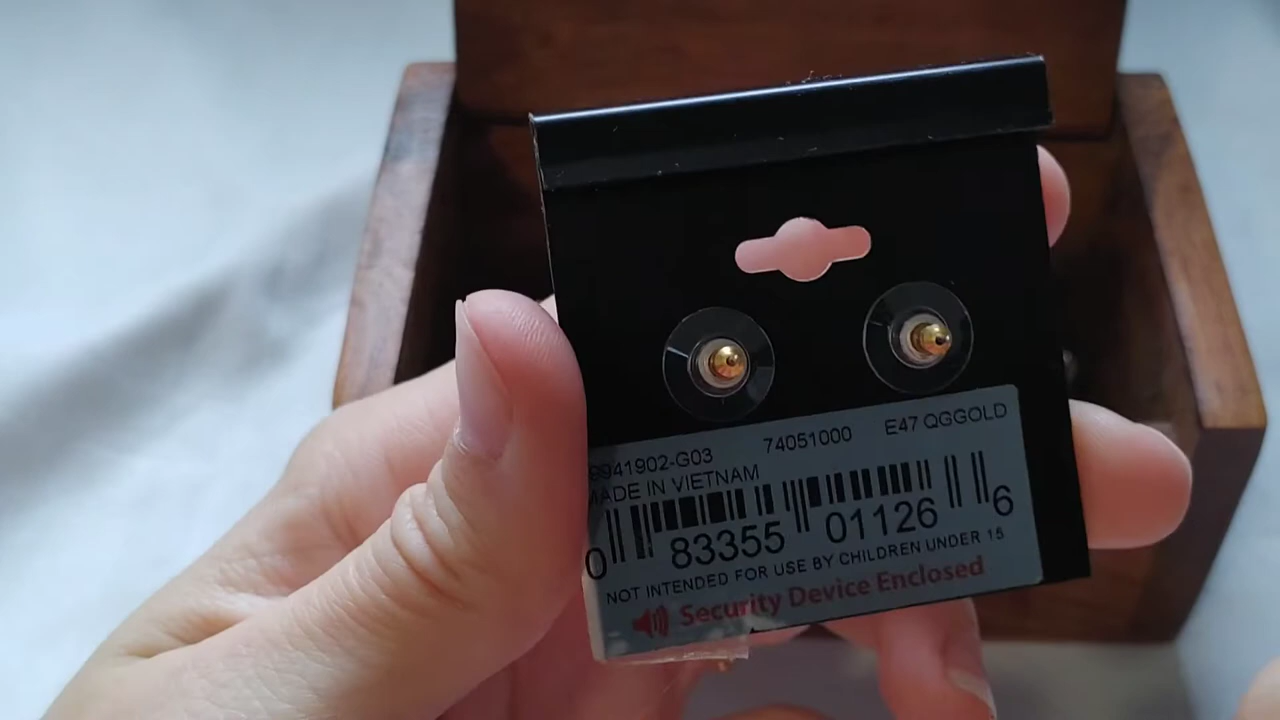 9941902-G03 74051000 E47 QGGOLD
MADE IN VIETNAM
0 83355 01126 6
NOT INTENDED FOR USE BY CHILDREN UNDER 15
Security Device Enclosed